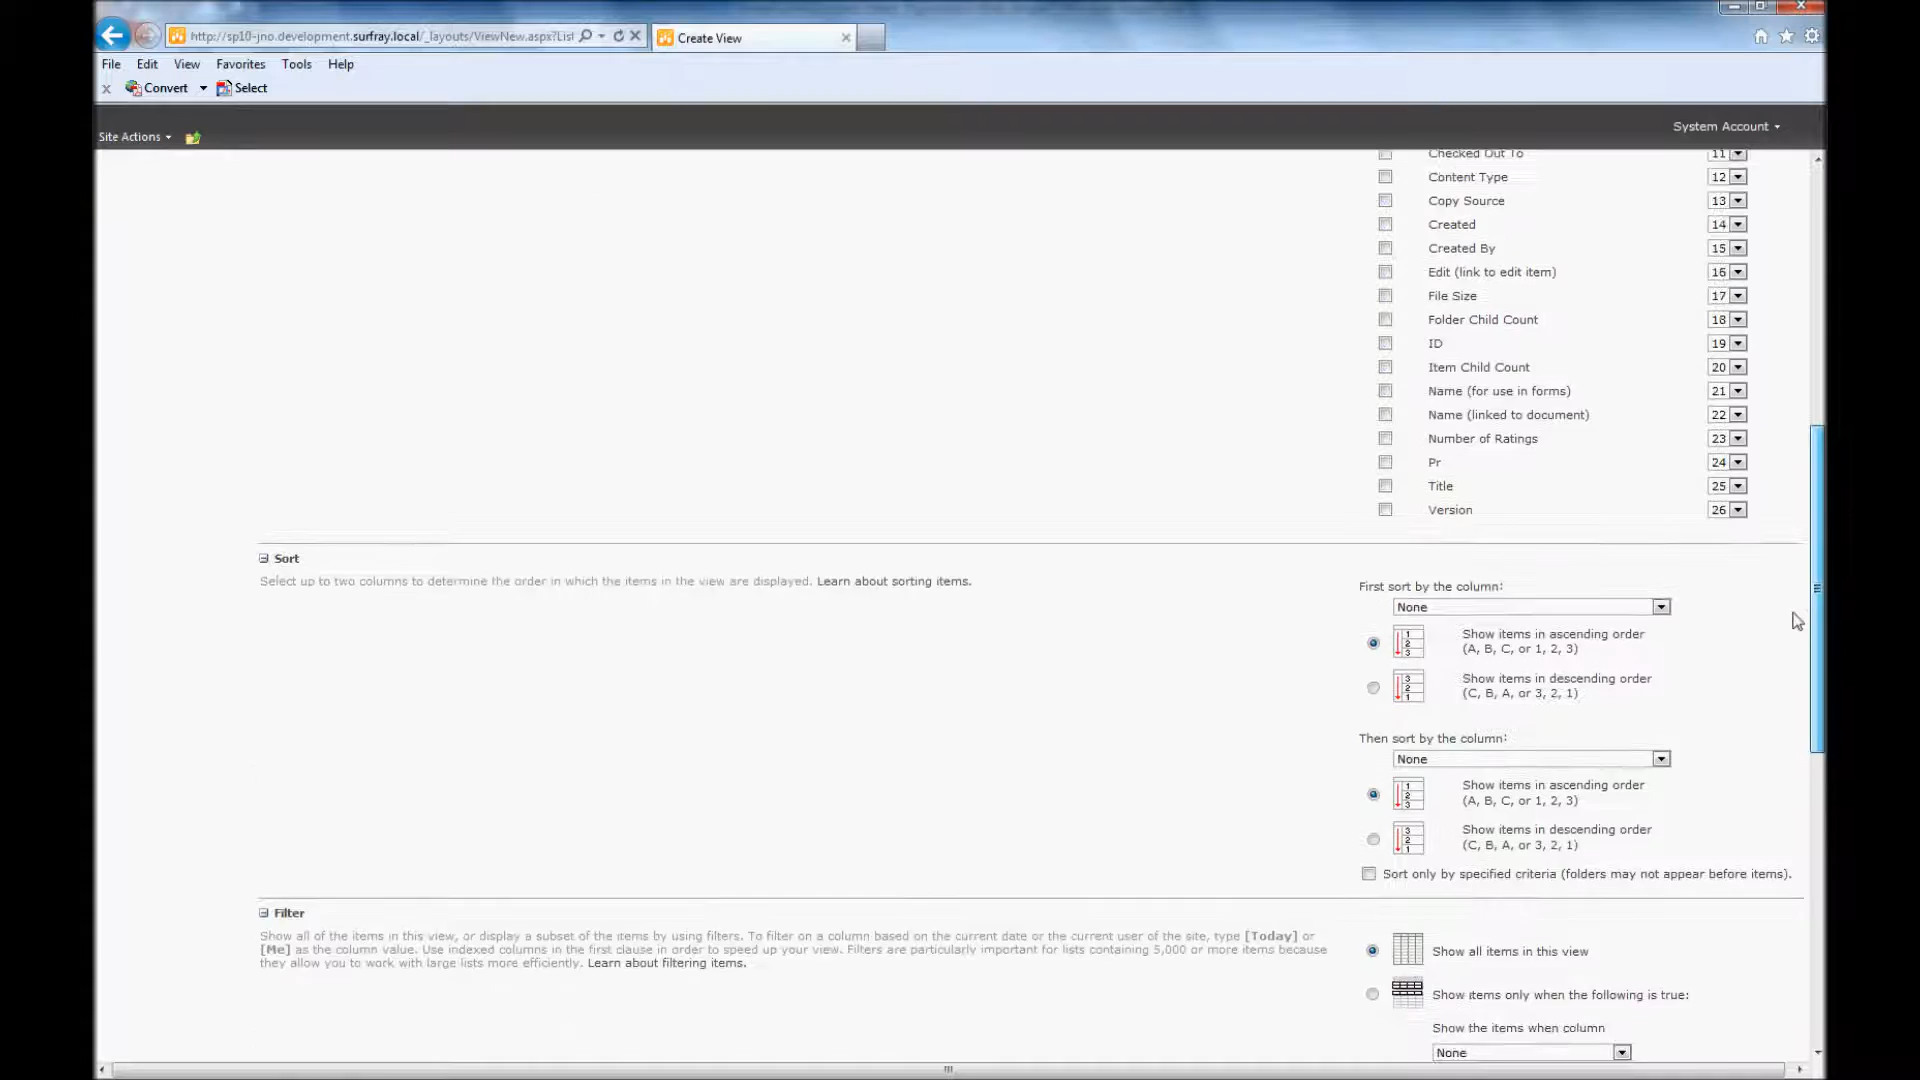 http://sp10-jno.development.surfray.local/_layouts/ViewNew.aspx?List
Create View
File Edit View Favorites Tools Help
x Convert Select
Site Actions
System Account
Checked Out To 11
Content Type 12
Copy Source 13
Created 14
Created By 15
Edit (link to edit item) 16
File Size 17
Folder Child Count 18
ID 19
Item Child Count 20
Name (for use in forms) 21
Name (linked to document) 22
Number of Ratings 23
Pr 24
Title 25
Version 26
Sort
Select up to two columns to determine the order in which the items in the view are displayed. Learn about sorting items.
First sort by the column:
None
1 2 3
Show items in ascending order
(A, B, C, or 1, 2, 3)
3 2 1
Show items in descending order
(C, B, A, or 3, 2, 1)
Then sort by the column:
None
1 2 3
Show items in ascending order
(A, B, C, or 1, 2, 3)
3 2 1
Show items in descending order
(C, B, A, or 3, 2, 1)
Sort only by specified criteria (folders may not appear before items).
Filter
Show all of the items in this view, or display a subset of the items by using filters. To filter on a column based on the current date or the current user of the site, type [Today] or
[Me] as the column value. Use indexed columns in the first clause in order to speed up your view. Filters are particularly important for lists containing 5,000 or more items because
they allow you to work with large lists more efficiently. Learn about filtering items.
Show all items in this view
Show items only when the following is true:
Show the items when column
None